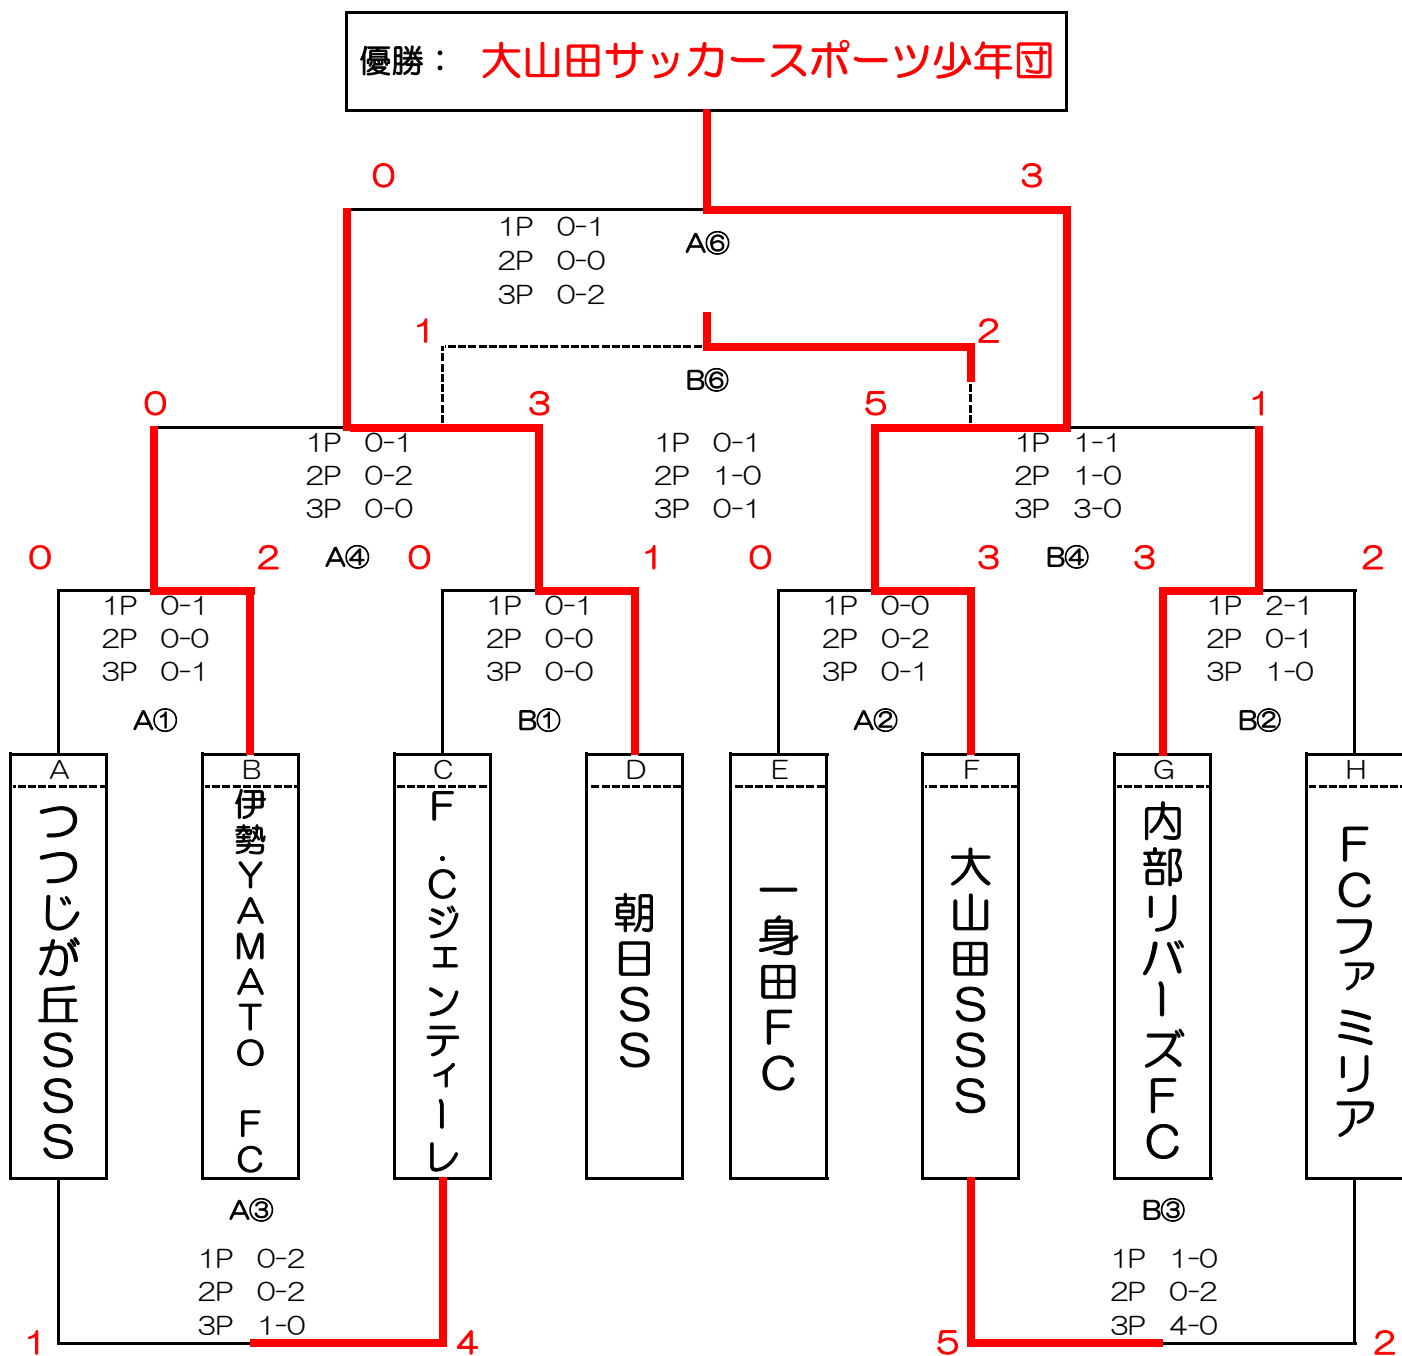 優勝： 大山田サッカースポーツ少年団
0 3
1P 0-1
2P 0-0
3P 0-2
A⑥
1 2
B⑥
0 3 5 1
1P 0-1
2P 0-2
3P 0-0
1P 0-1
2P 1-0
3P 0-1
1P 1-1
2P 1-0
3P 3-0
A④ B④
0 2 0 1 0 3 3 2
1P 0-1
2P 0-0
3P 0-1
1P 0-1
2P 0-0
3P 0-0
1P 0-0
2P 0-2
3P 0-1
1P 2-1
2P 0-1
3P 1-0
A① B① A② B②
A B C D E F G H
つつじが丘SSS
伊勢YAMATO FC
F.Cジェンティーレ
朝日SS
一身田FC
大山田SSS
内部リバーズFC
FCファミリア
A③ B③
1P 0-2
2P 0-2
3P 1-0
1P 1-0
2P 0-2
3P 4-0
1 4 5 2